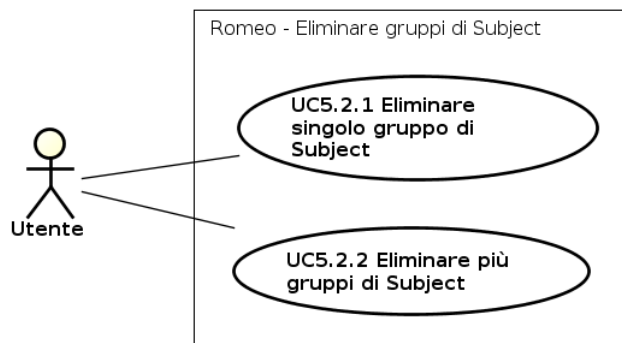 Romeo - Eliminare gruppi di Subject
UC5.2.1 Eliminare
singolo gruppo di
Subject
Utente
UC5.2.2 Eliminare più
gruppi di Subject